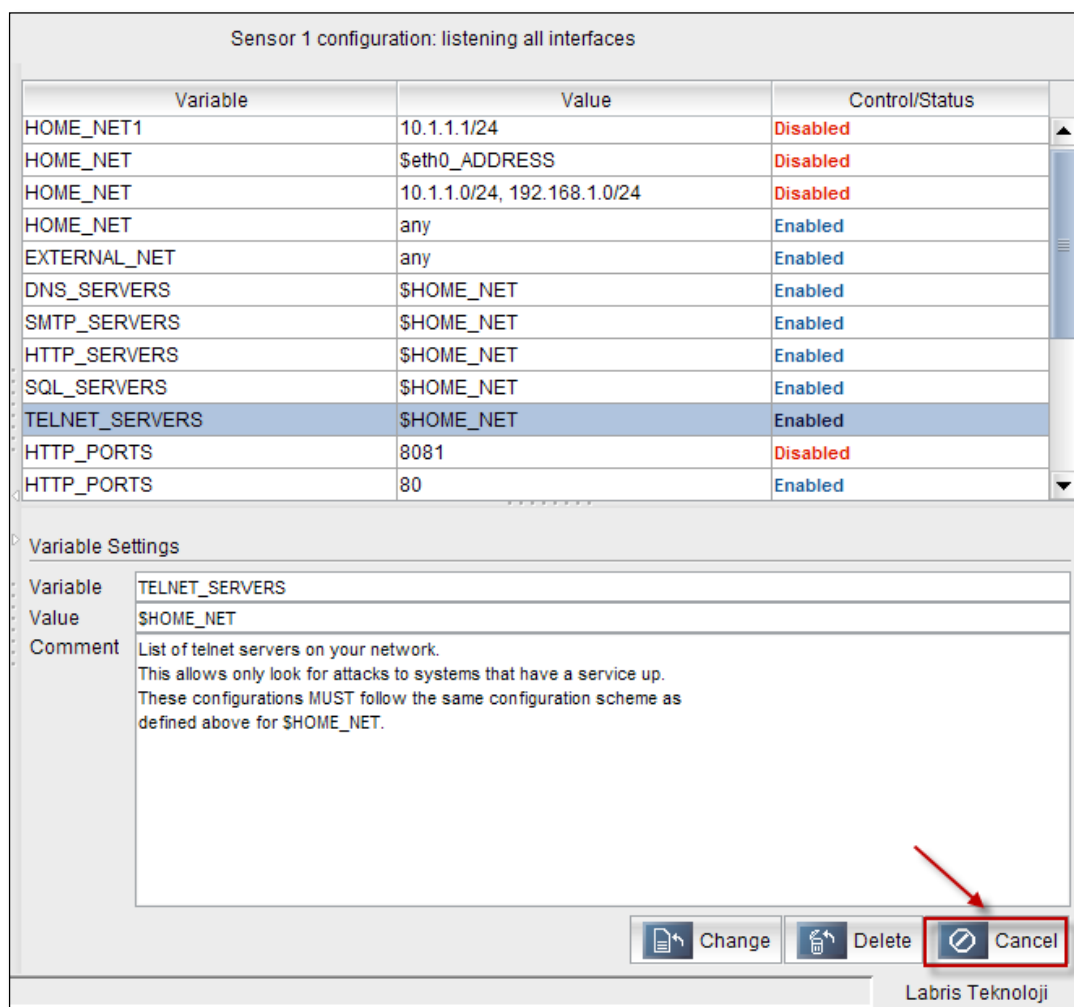 Sensor 1 configuration: listening all interfaces
Variable Value Control/Status
HOME_NET1 10.1.1.1/24 Disabled
HOME_NET $eth0_ADDRESS Disabled
HOME_NET 10.1.1.0/24, 192.168.1.0/24 Disabled
HOME_NET any Enabled
EXTERNAL_NET any Enabled
DNS_SERVERS $HOME_NET Enabled
SMTP_SERVERS $HOME_NET Enabled
HTTP_SERVERS $HOME_NET Enabled
SQL_SERVERS $HOME_NET Enabled
TELNET_SERVERS $HOME_NET Enabled
HTTP_PORTS 8081 Disabled
HTTP_PORTS 80 Enabled
Variable Settings
Variable TELNET_SERVERS
Value $HOME_NET
Comment List of telnet servers on your network.
This allows only look for attacks to systems that have a service up.
These configurations MUST follow the same configuration scheme as
defined above for $HOME_NET.
Change Delete Cancel
Labris Teknoloji